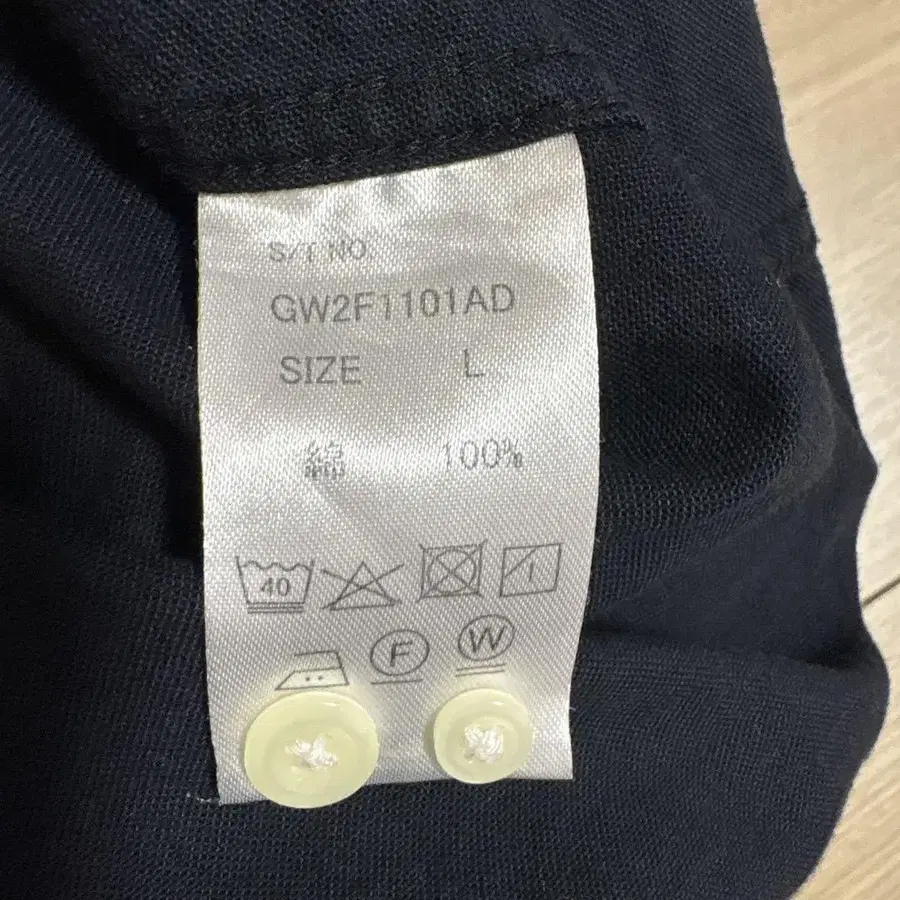 S/T NO.
GW2F1101AD
SIZE L
綿 100%
40
F W